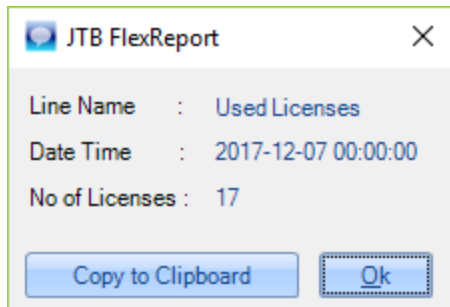 JTB FlexReport
Line Name : Used Licenses
Date Time : 2017-12-07 00:00:00
No of Licenses : 17
Copy to Clipboard Ok